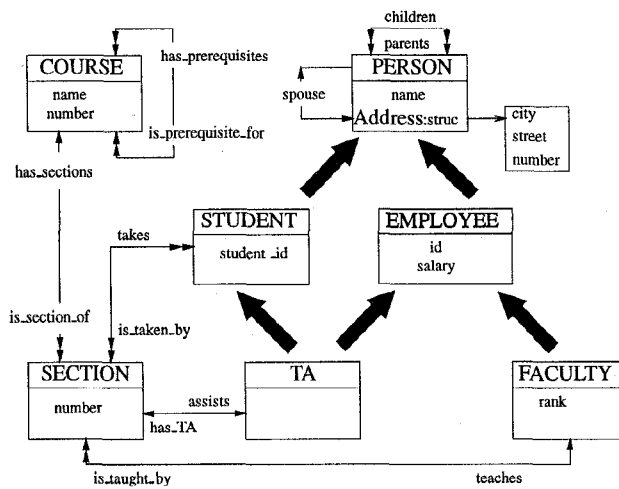 children
has_prerequisites
parents
COURSE
PERSON
name
number
spouse
name
Address:struc
city
street
number
is_prerequisite_for
has_sections
STUDENT
EMPLOYEE
takes
student_id
id
salary
is_section_of
is_taken_by
SECTION
TA
FACULTY
number
assists
has_TA
rank
is_taught_by
teaches